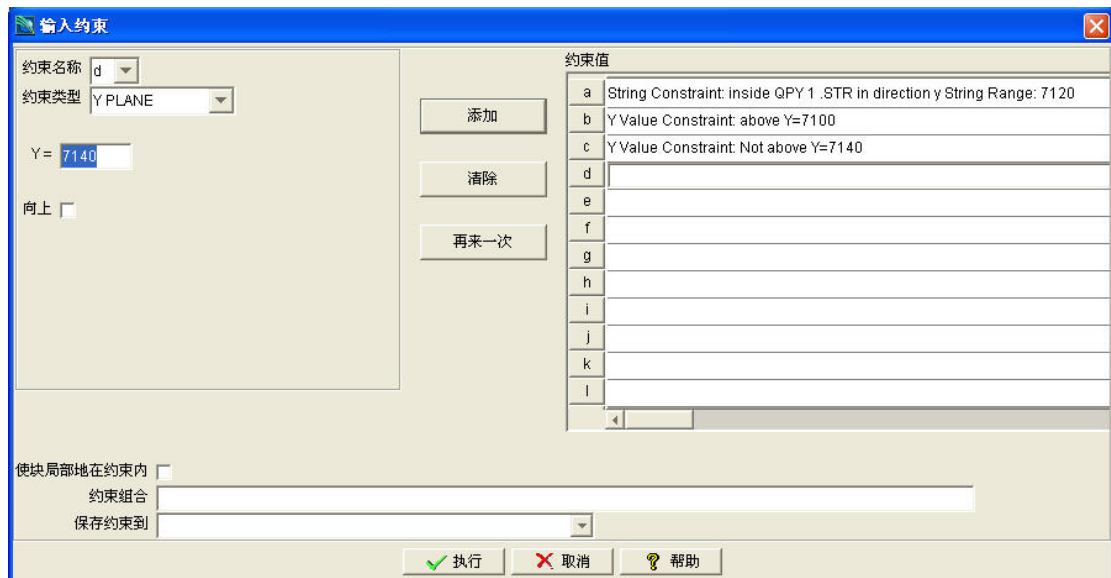 输入约束
约束名称 d
约束类型 Y PLANE
Y= 7140
向上
添加
清除
再来一次
约束值
a String Constraint: inside QPY 1 .STR in direction y String Range: 7120
b Y Value Constraint: above Y=7100
c Y Value Constraint: Not above Y=7140
d
e
f
g
h
i
j
k
l
使块局部地在约束内
约束组合
保存约束到
执行 取消 帮助